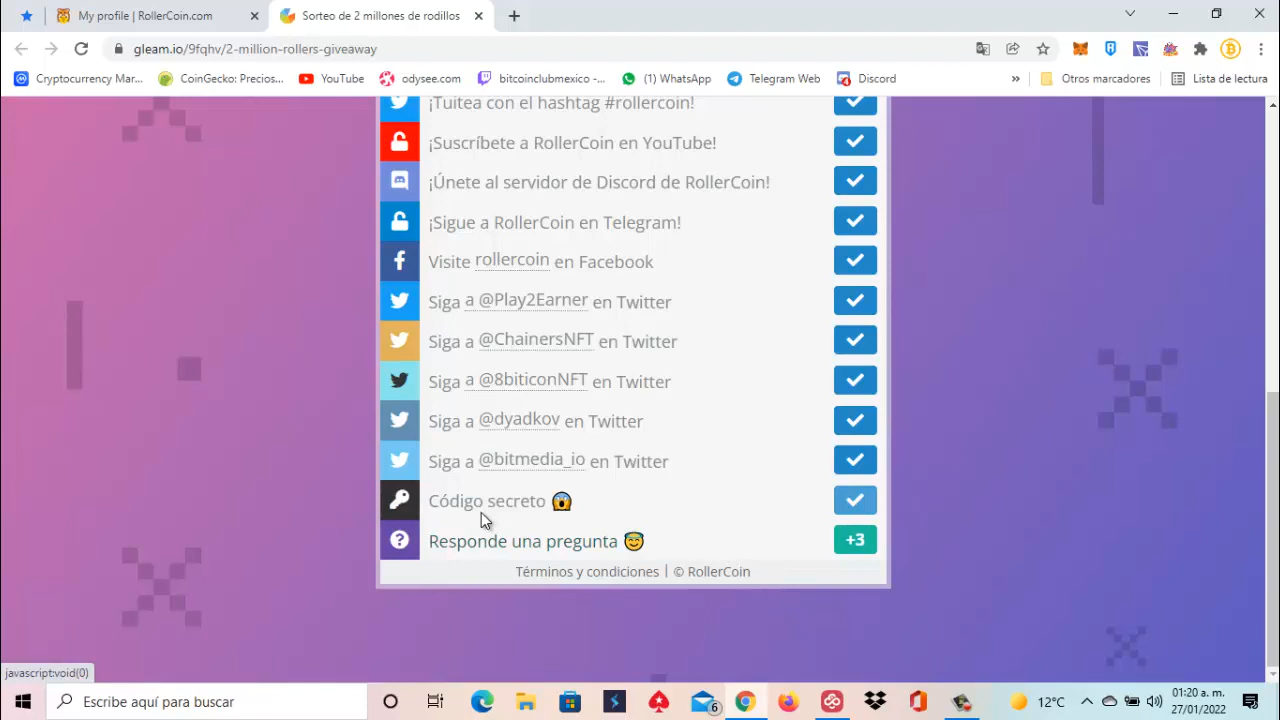 My profile | RollerCoin.com
Sorteo de 2 millones de rodillos
gleam.io/9fqhv/2-million-rollers-giveaway
Cryptocurrency Mar... CoinGecko: Precios... YouTube odysee.com bitcoinclubmexico -... (1) WhatsApp Telegram Web Discord » Otros marcadores Lista de lectura
¡Tuitea con el hashtag #rollercoin!
¡Suscríbete a RollerCoin en YouTube!
¡Únete al servidor de Discord de RollerCoin!
¡Sigue a RollerCoin en Telegram!
Visite rollercoin en Facebook
Siga a @Play2Earner en Twitter
Siga a @ChainersNFT en Twitter
Siga a @8biticonNFT en Twitter
Siga a @dyadkov en Twitter
Siga a @bitmedia_io en Twitter
Código secreto 😱
Responde una pregunta 😇 +3
Términos y condiciones | © RollerCoin
javascript:void(0)
Escribe aquí para buscar
6
12°C
01:20 a. m.
27/01/2022